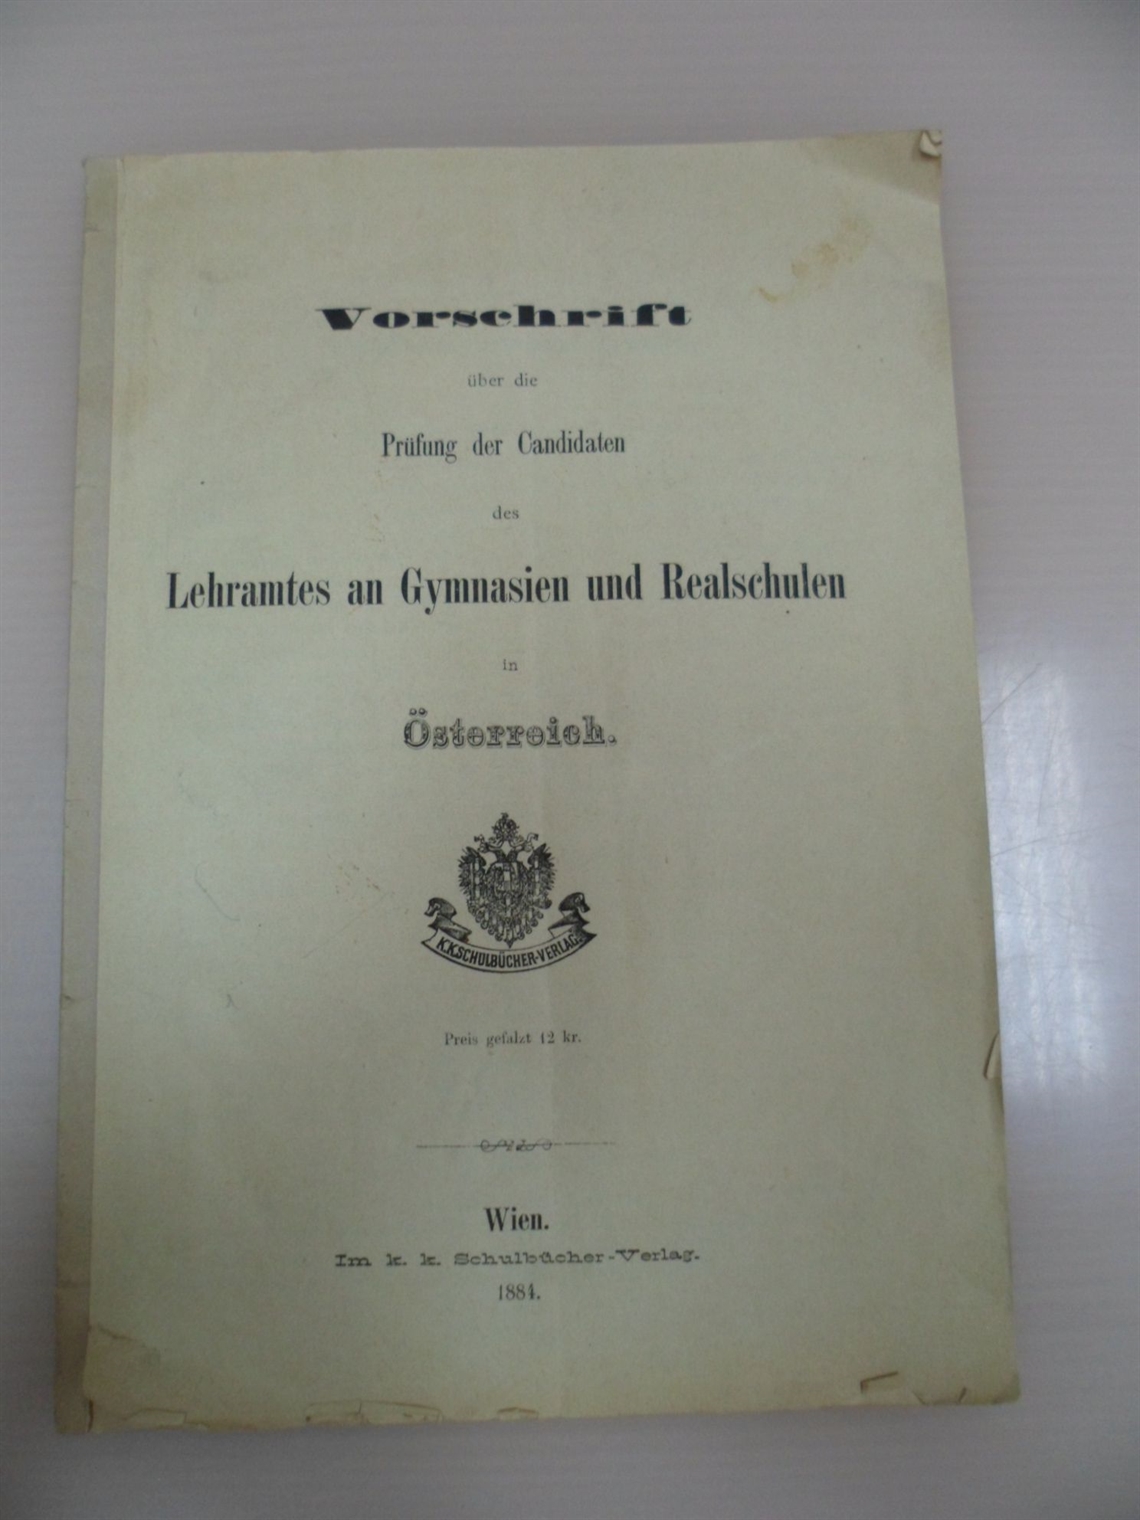 Vorschrift
über die
Prüfung der Candidaten
des
Lehramtes an Gymnasien und Realschulen
in
Österreich.
K.K.SCHULBÜCHER-VERLAG.
Preis gefalzt 12 kr.
Wien.
Im k. k. Schulbücher-Verlag.
1884.